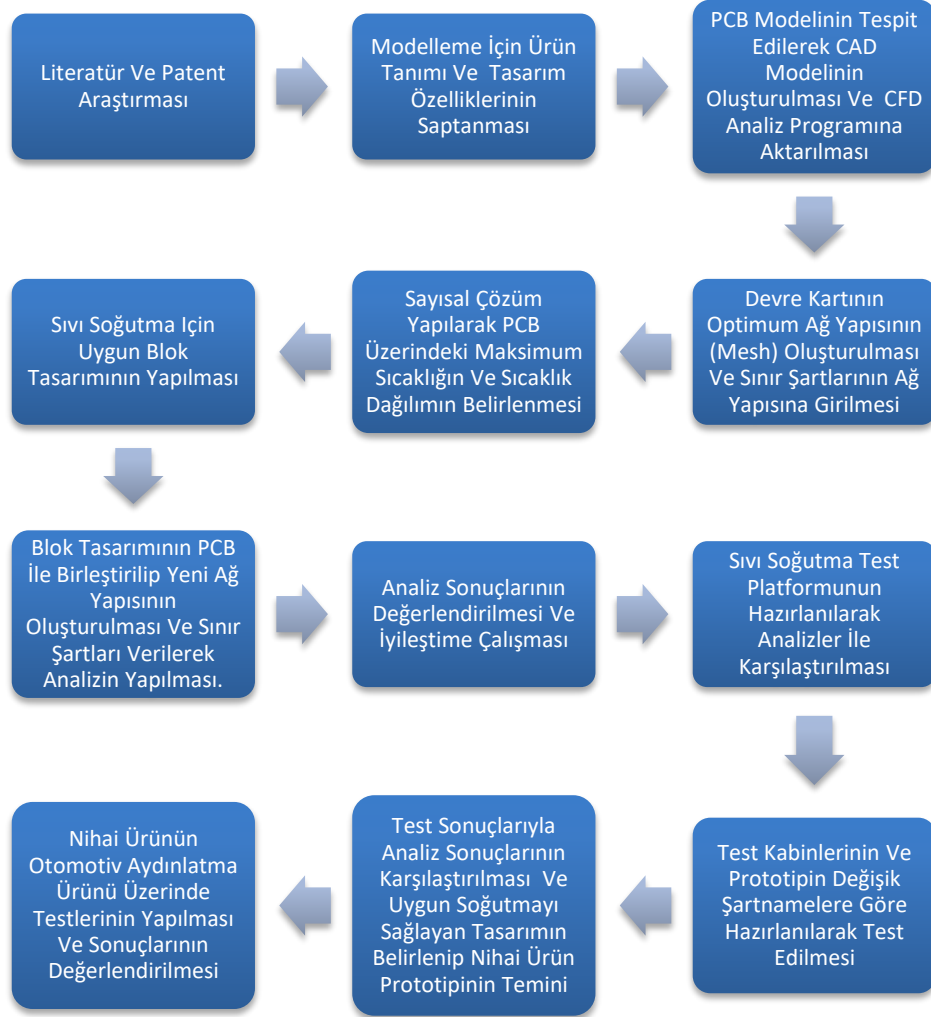 Literatür Ve Patent
Araştırması
Modelleme İçin Ürün
Tanımı Ve Tasarım
Özelliklerinin
Saptanması
PCB Modelinin Tespit
Edilerek CAD
Modelinin
Oluşturulması Ve CFD
Analiz Programına
Aktarılması
Devre Kartının
Optimum Ağ Yapısının
(Mesh) Oluşturulması
Ve Sınır Şartlarının Ağ
Yapısına Girilmesi
Sayısal Çözüm
Yapılarak PCB
Üzerindeki Maksimum
Sıcaklığın Ve Sıcaklık
Dağılımın Belirlenmesi
Sıvı Soğutma Için
Uygun Blok
Tasarımının Yapılması
Blok Tasarımının PCB
İle Birleştirilip Yeni Ağ
Yapısının
Oluşturulması Ve Sınır
Şartları Verilerek
Analizin Yapılması.
Analiz Sonuçlarının
Değerlendirilmesi Ve
İyileştime Çalışması
Sıvı Soğutma Test
Platformunun
Hazırlanılarak
Analizler İle
Karşılaştırılması
Test Kabinlerinin Ve
Prototipin Değişik
Şartnamelere Göre
Hazırlanılarak Test
Edilmesi
Test Sonuçlarıyla
Analiz Sonuçlarının
Karşılaştırılması Ve
Uygun Soğutmayı
Sağlayan Tasarımın
Belirlenip Nihai Ürün
Prototipinin Temini
Nihai Ürünün
Otomotiv Aydınlatma
Ürünü Üzerinde
Testlerinin Yapılması
Ve Sonuçlarının
Değerlendirilmesi